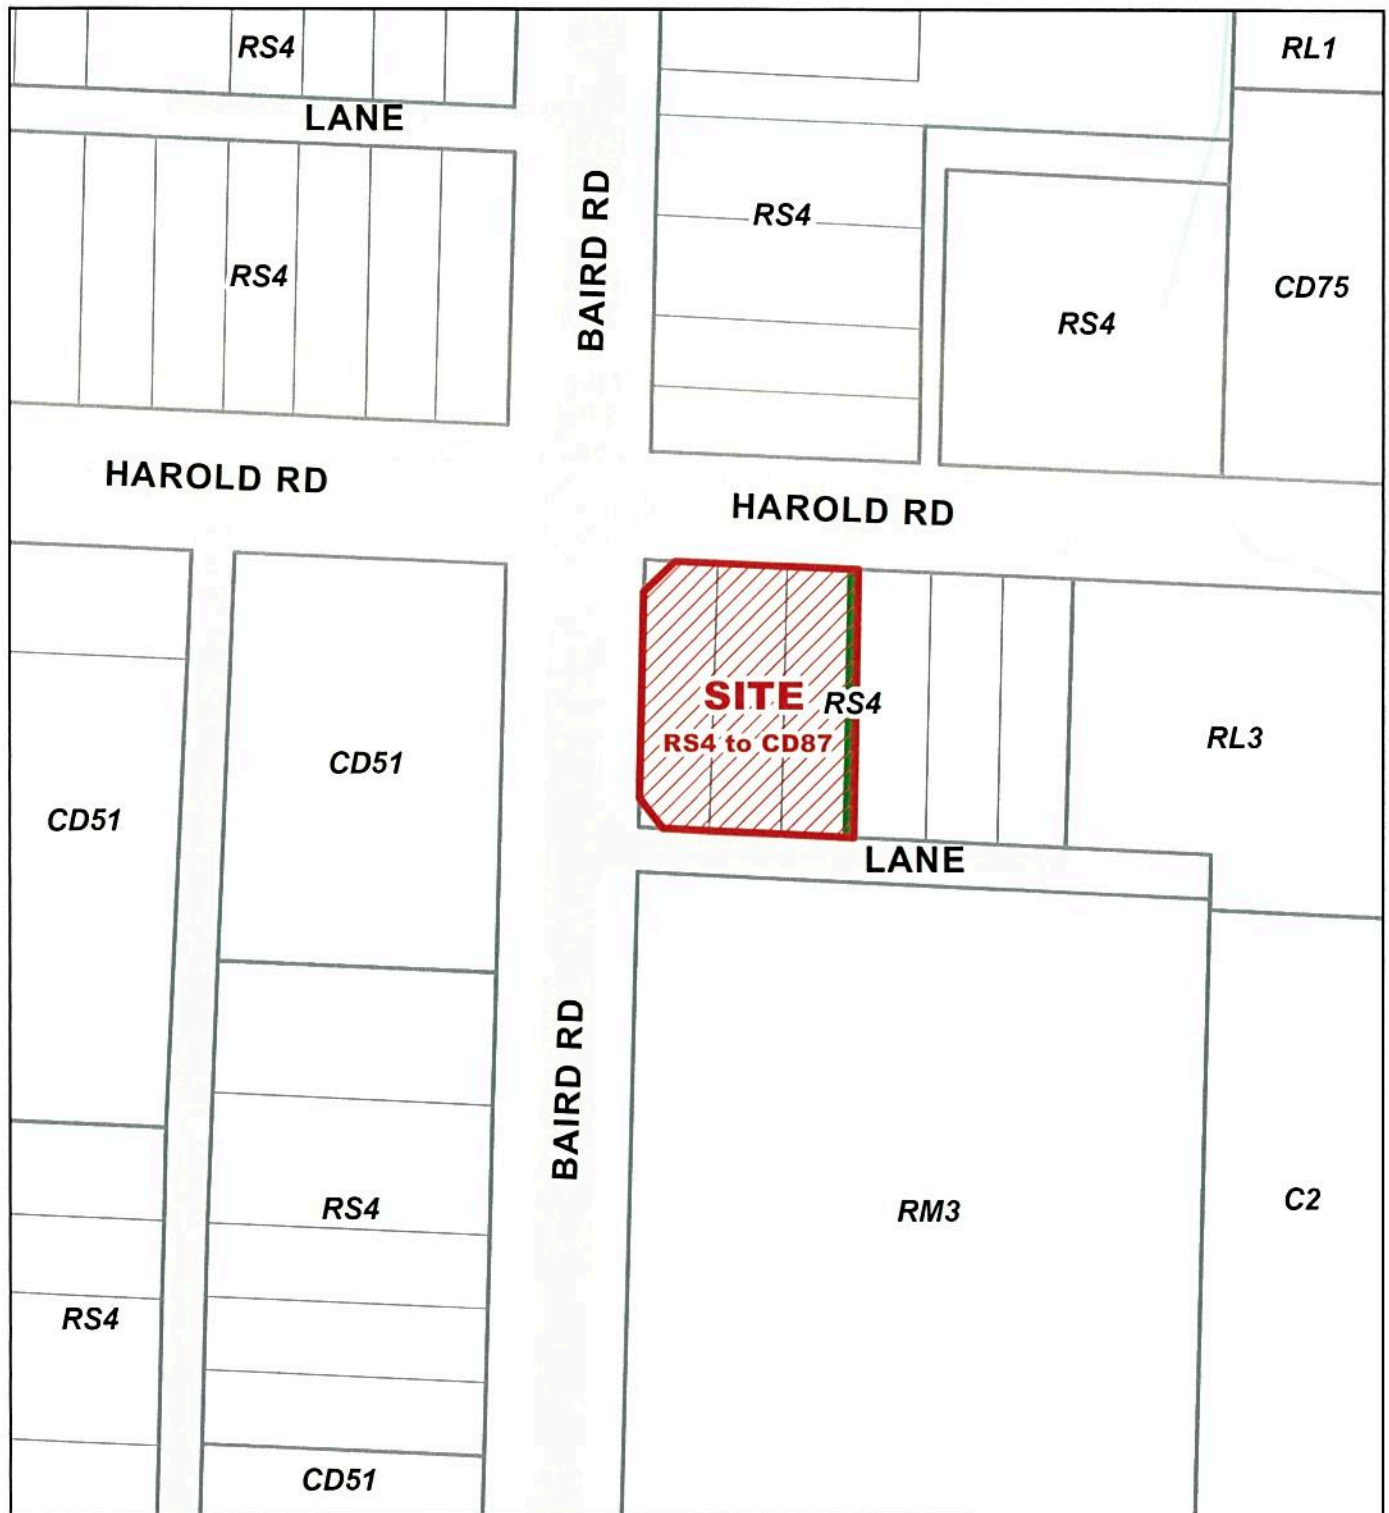 RS4
RL1
LANE
RS4
BAIRD RD
RS4
CD75
RS4
HAROLD RD
HAROLD RD
SITE
RS4
RS4 to CD87
RL3
CD51
CD51
LANE
BAIRD RD
RS4
RM3
C2
RS4
CD51